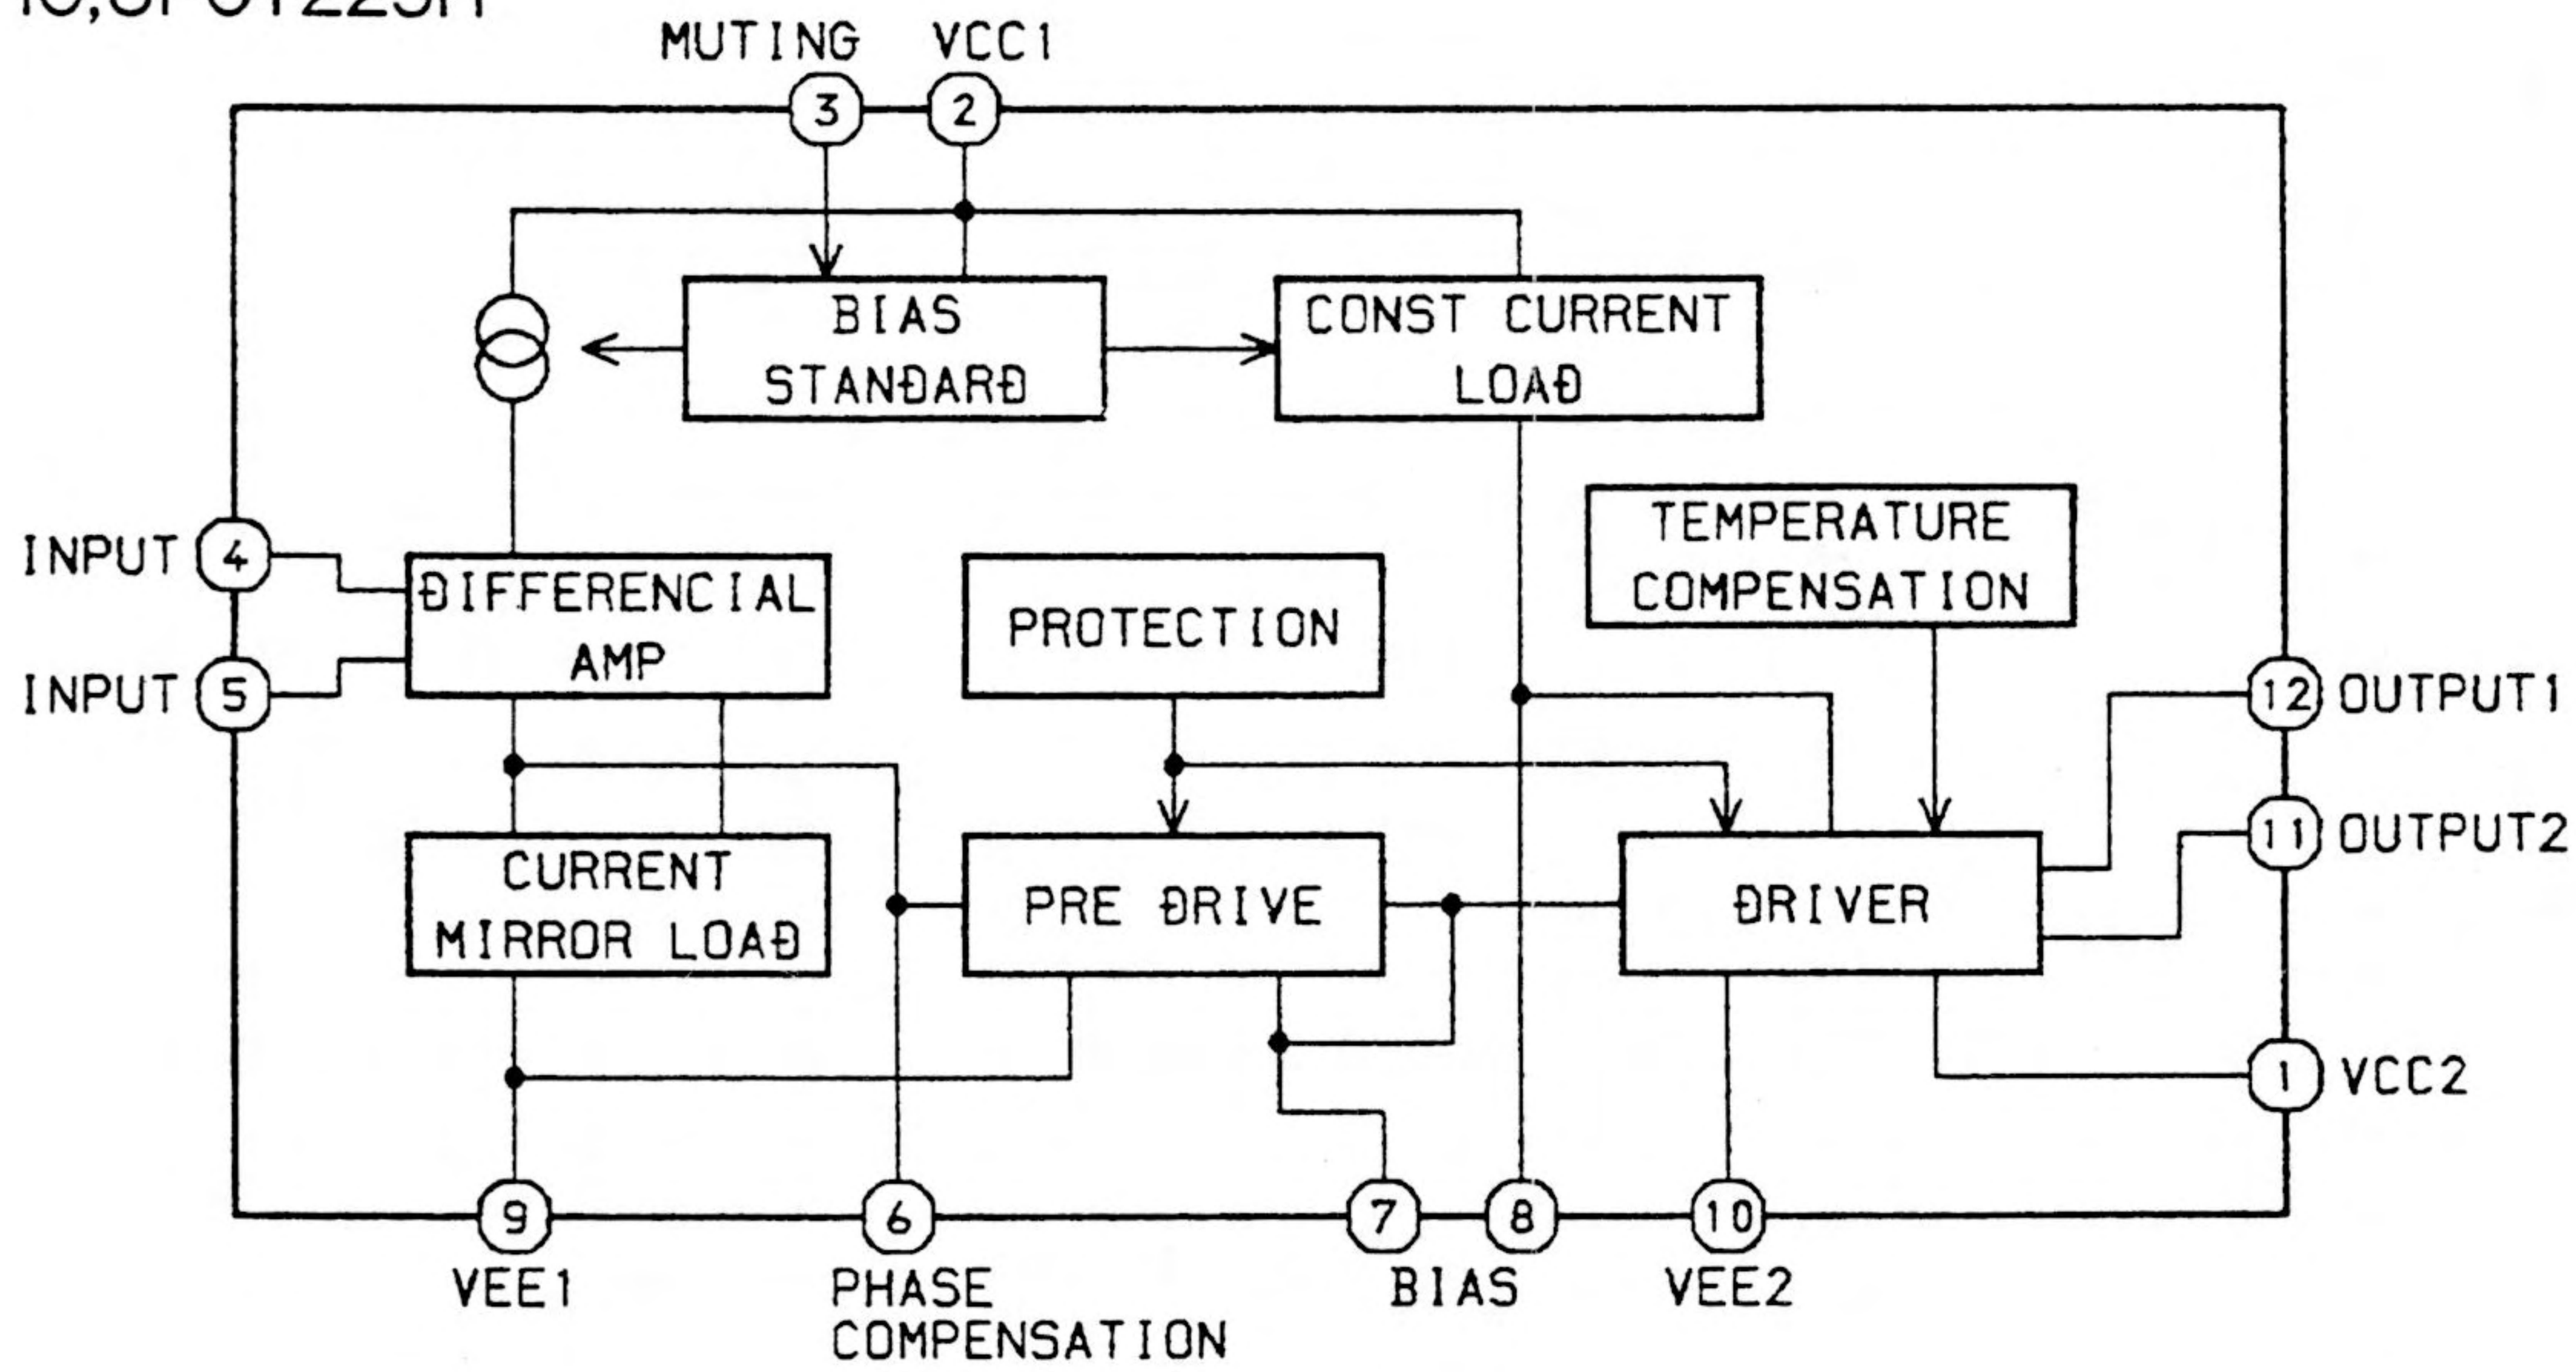 MUTING VCC1
3 2
BIAS
STANDARD
CONST CURRENT
LOAD
TEMPERATURE
COMPENSATION
INPUT 4
DIFFERENCIAL
AMP
PROTECTION
INPUT 5
12 OUTPUT1
11 OUTPUT2
CURRENT
MIRROR LOAD
PRE DRIVE
DRIVER
1 VCC2
9 6 7 8 10
VEE1
PHASE
COMPENSATION
BIAS
VEE2